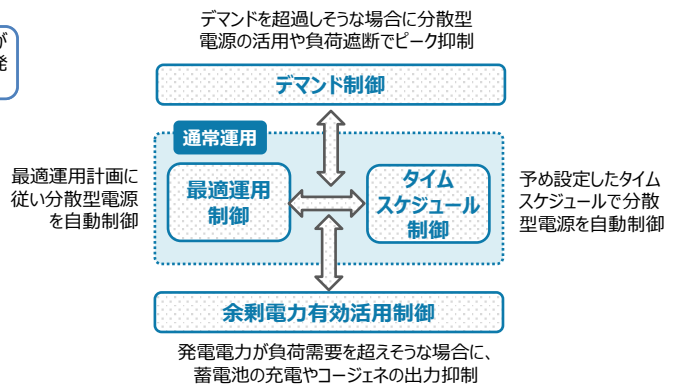 デマンドを超過しそうな場合に分散型
電源の活用や負荷遮断でピーク抑制
が
発
デマンド制御
通常運用
最適運用計画に
従い分散型電源
を自動制御
最適運用
制御
タイム
スケジュール
制御
予め設定したタイム
スケジュールで分散
型電源を自動制御
余剰電力有効活用制御
発電電力が負荷需要を超えそうな場合に、
蓄電池の充電やコージェネの出力抑制